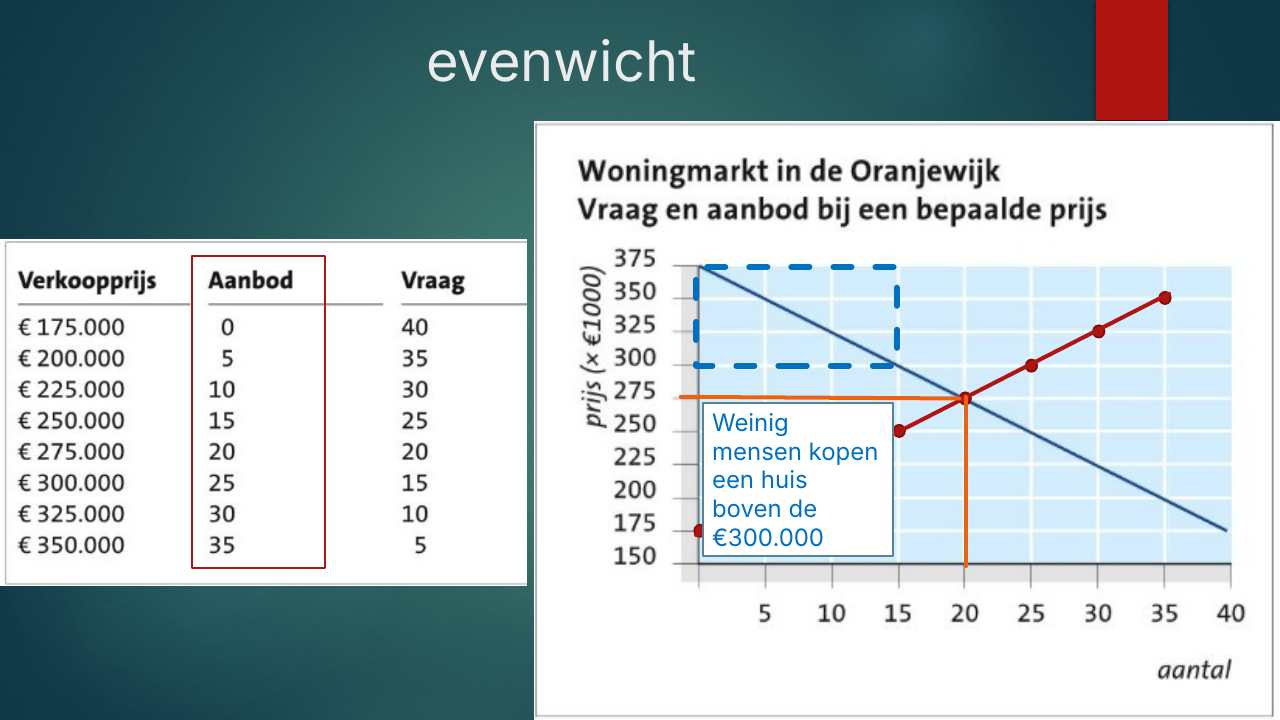 evenwicht
Verkoopprijs Aanbod Vraag
€ 175.000 0 40
€ 200.000 5 35
€ 225.000 10 30
€ 250.000 15 25
€ 275.000 20 20
€ 300.000 25 15
€ 325.000 30 10
€ 350.000 35 5
Woningmarkt in de Oranjewijk
Vraag en aanbod bij een bepaalde prijs
prijs (× €1000)
375
350
325
300
275
250
225
200
175
150
Weinig
mensen kopen
een huis
boven de
€300.000
5 10 15 20 25 30 35 40
aantal